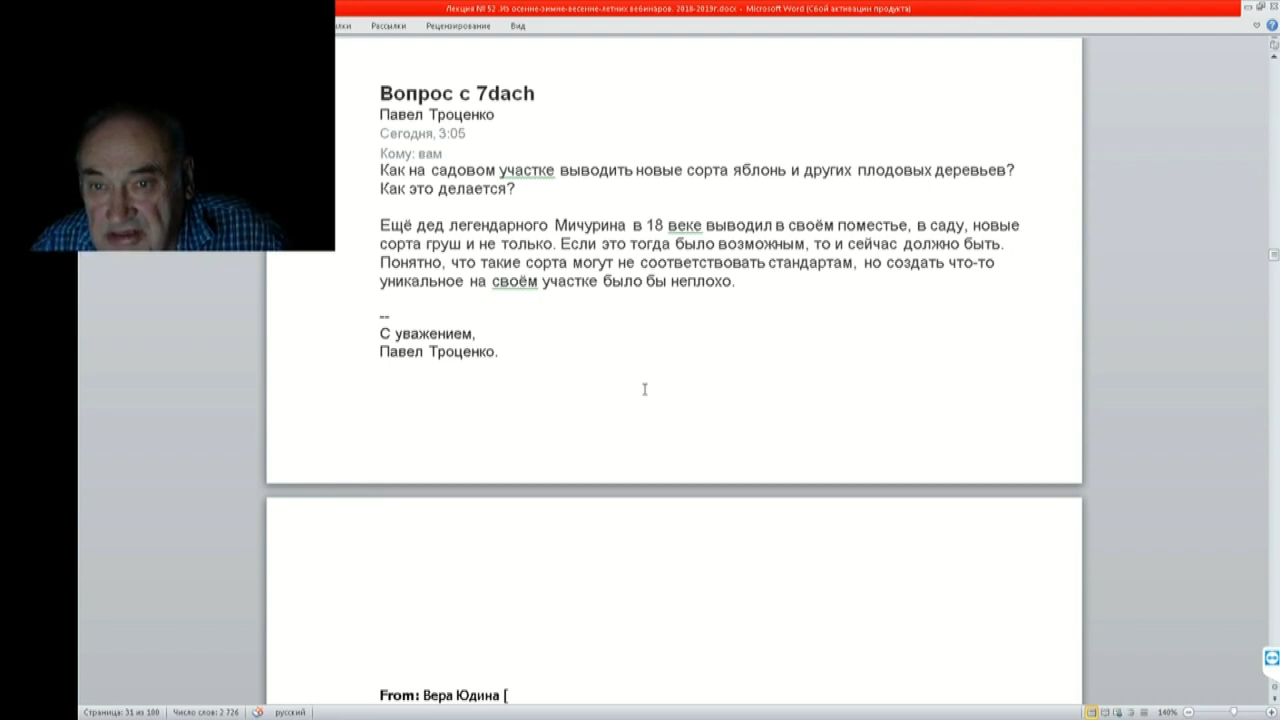 Лекция № 52 .Из осенне-зимне-весенне-летних вебинаров. 2018-2019г.docx - Microsoft Word (Сбой активации продукта)
лки Рассылки Рецензирование Вид
Вопрос с 7dach
Павел Троценко
Сегодня, 3:05
Кому: вам
Как на садовом участке выводить новые сорта яблонь и других плодовых деревьев?
Как это делается?
Ещё дед легендарного Мичурина в 18 веке выводил в своём поместье, в саду, новые
сорта груш и не только. Если это тогда было возможным, то и сейчас должно быть.
Понятно, что такие сорта могут не соответствовать стандартам, но создать что-то
уникальное на своём участке было бы неплохо.
--
С уважением,
Павел Троценко.
From: Вера Юдина [
Страница: 31 из 100 Число слов: 2 726 русский 140%